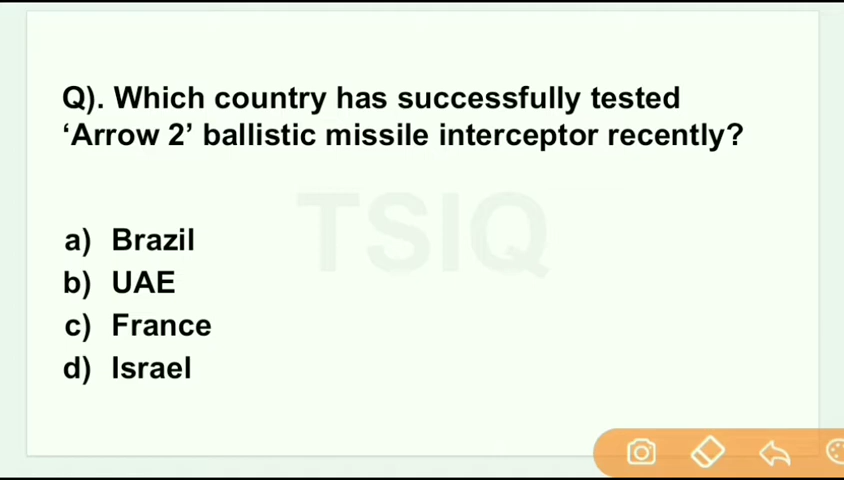 Q). Which country has successfully tested
‘Arrow 2’ ballistic missile interceptor recently?
TSIQ
a) Brazil
b) UAE
c) France
d) Israel